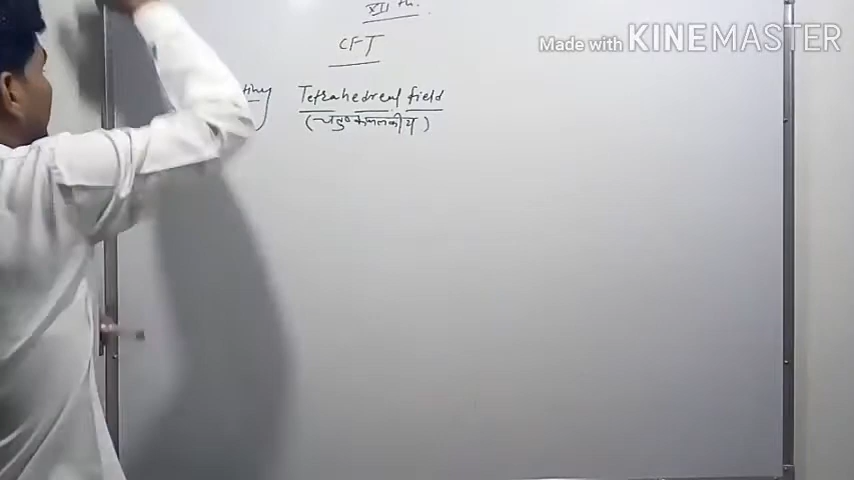 XII th.
CFT
Tetrahedral field
(चतुष्फलकीय)
Made with KINEMASTER